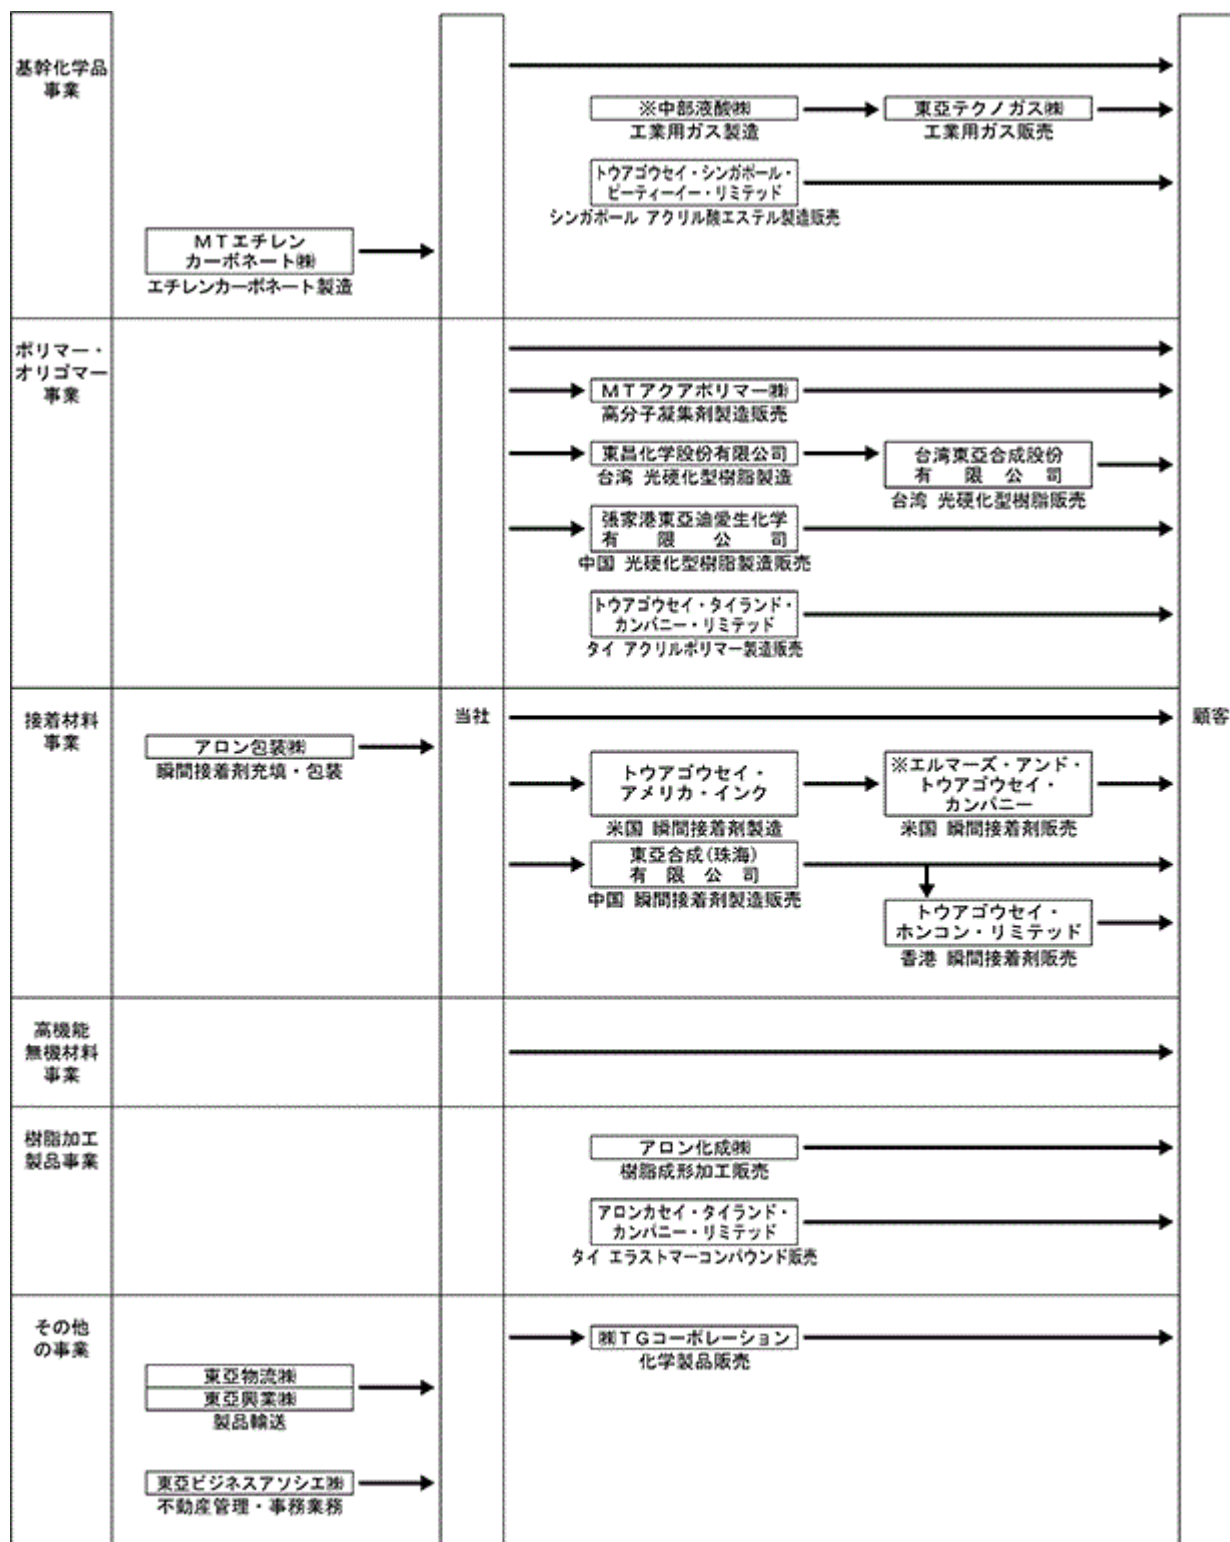 基幹化学品
事業
※中部液酸㈱
工業用ガス製造
東亞テクノガス㈱
工業用ガス販売
トウアゴウセイ・シンガポール・
ピーティーイー・リミテッド
シンガポール アクリル酸エステル製造販売
MTエチレン
カーボネート㈱
エチレンカーボネート製造
ポリマー・
オリゴマー
事業
MTアクアポリマー㈱
高分子凝集剤製造販売
東昌化学股份有限公司
台湾 光硬化型樹脂製造
台湾東亞合成股份
有限公司
台湾 光硬化型樹脂販売
張家港東亞迪愛生化学
有限公司
中国 光硬化型樹脂製造販売
トウアゴウセイ・タイランド・
カンパニー・リミテッド
タイ アクリルポリマー製造販売
接着材料
事業
当社
顧客
アロン包装㈱
瞬間接着剤充填・包装
トウアゴウセイ・
アメリカ・インク
米国 瞬間接着剤製造
※エルマーズ・アンド・
トウアゴウセイ・
カンパニー
米国 瞬間接着剤販売
東亞合成(珠海)
有限公司
中国 瞬間接着剤製造販売
トウアゴウセイ・
ホンコン・リミテッド
香港 瞬間接着剤販売
高機能
無機材料
事業
樹脂加工
製品事業
アロン化成㈱
樹脂成形加工販売
アロンカセイ・タイランド・
カンパニー・リミテッド
タイ エラストマーコンパウンド販売
その他
の事業
㈱TGコーポレーション
化学製品販売
東亞物流㈱
東亞興業㈱
製品輸送
東亞ビジネスアソシエ㈱
不動産管理・事務業務